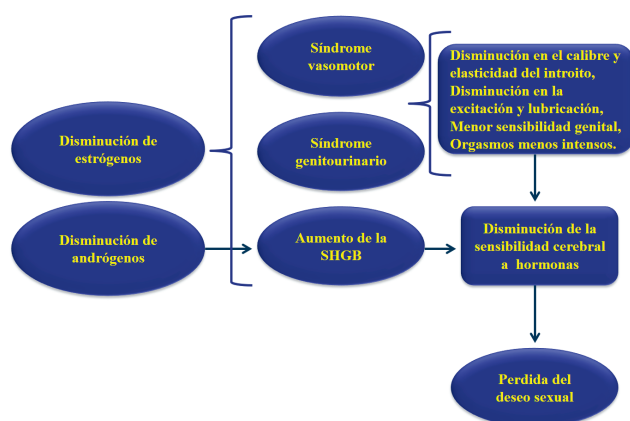 Disminución de
estrógenos
Disminución de
andrógenos
Síndrome
vasomotor
Síndrome
genitourinario
Aumento de la
SHGB
Disminución en el calibre y
elasticidad del introito,
Disminución en la
excitación y lubricación,
Menor sensibilidad genital,
Orgasmos menos intensos.
Disminución de la
sensibilidad cerebral
a hormonas
Perdida del
deseo sexual